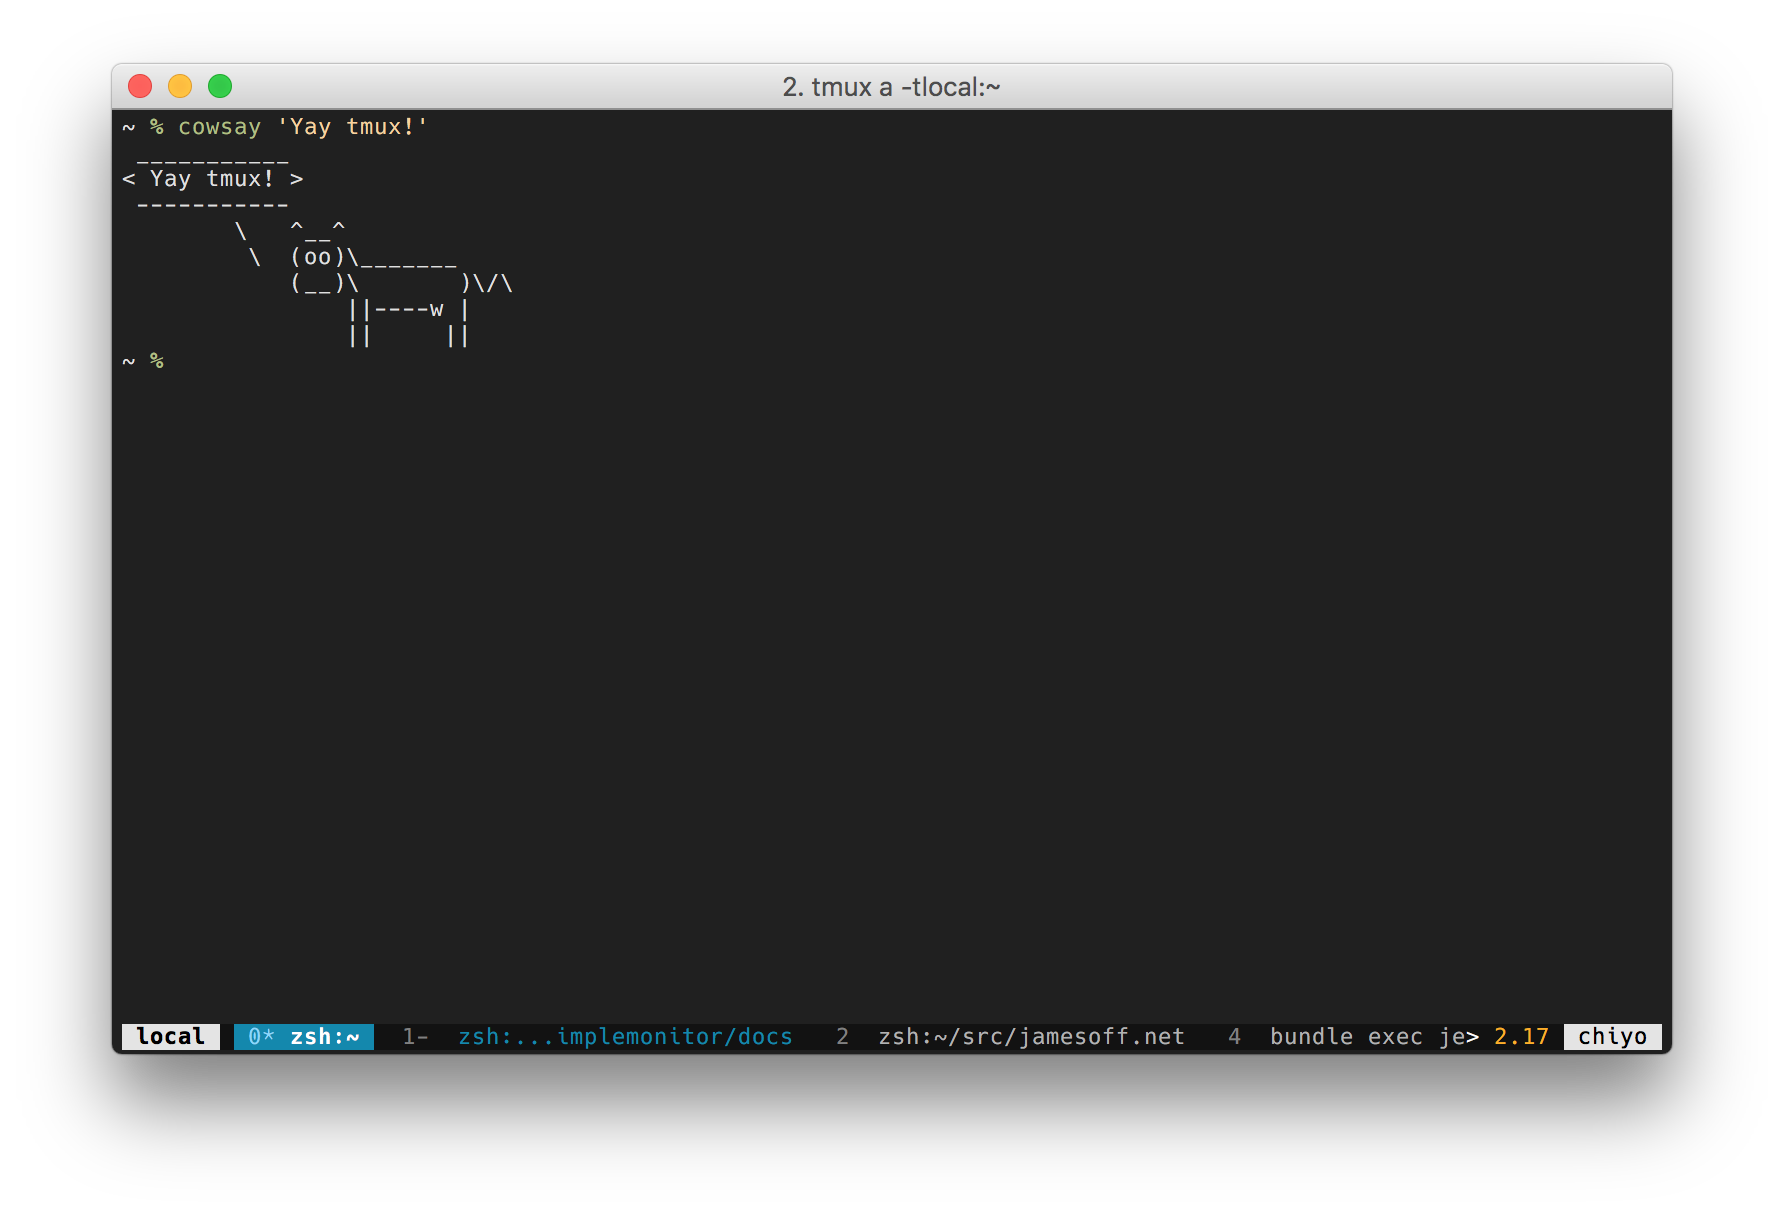 2. tmux a -tlocal:~
~ % cowsay 'Yay tmux!'
 ___________
< Yay tmux! >
 -----------
        \   ^__^
         \  (oo)\_______
            (__)\       )\/\
                ||----w |
                ||     ||
~ %
local 0* zsh:~ 1- zsh:...implemonitor/docs 2 zsh:~/src/jamesoff.net 4 bundle exec je> 2.17 chiyo